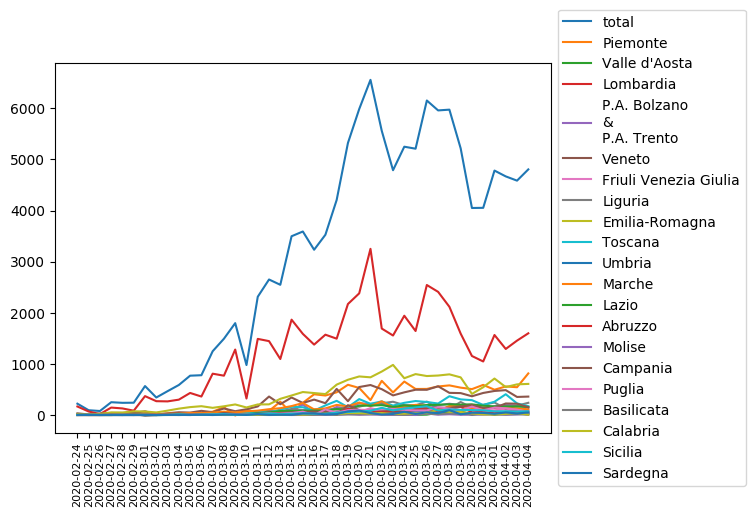 6000
5000
4000
3000
2000
1000
0
2020-02-24
2020-02-25
2020-02-26
2020-02-27
2020-02-28
2020-02-29
2020-03-01
2020-03-02
2020-03-03
2020-03-04
2020-03-05
2020-03-06
2020-03-07
2020-03-08
2020-03-09
2020-03-10
2020-03-11
2020-03-12
2020-03-13
2020-03-14
2020-03-15
2020-03-16
2020-03-17
2020-03-18
2020-03-19
2020-03-20
2020-03-21
2020-03-22
2020-03-23
2020-03-24
2020-03-25
2020-03-26
2020-03-27
2020-03-28
2020-03-29
2020-03-30
2020-03-31
2020-04-01
2020-04-02
2020-04-03
2020-04-04
total
Piemonte
Valle d'Aosta
Lombardia
P.A. Bolzano
&
P.A. Trento
Veneto
Friuli Venezia Giulia
Liguria
Emilia-Romagna
Toscana
Umbria
Marche
Lazio
Abruzzo
Molise
Campania
Puglia
Basilicata
Calabria
Sicilia
Sardegna